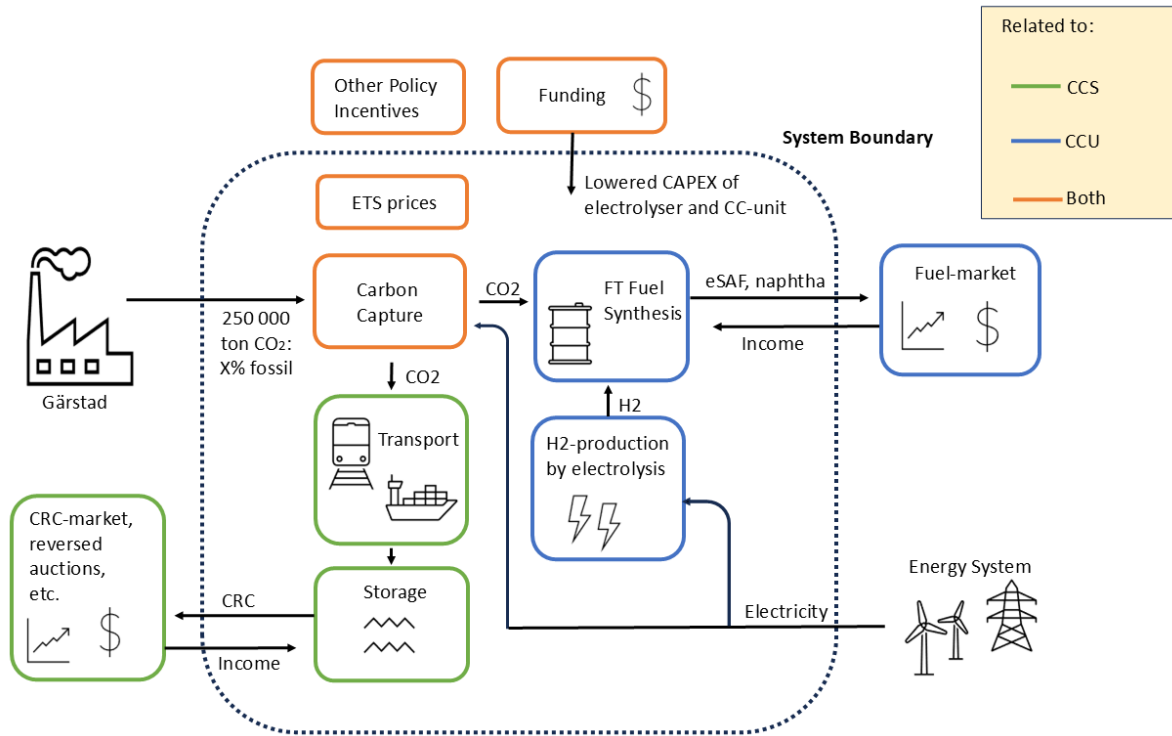 Related to:
CCS
CCU
Both
Other Policy
Incentives
Funding
System Boundary
Lowered CAPEX of
electrolyser and CC-unit
ETS prices
Gärstad
250 000
ton CO₂:
X% fossil
Carbon
Capture
CO2
FT Fuel
Synthesis
eSAF, naphtha
Income
Fuel-market
CO2
H2
Transport
H2-production
by electrolysis
CRC-market,
reversed
auctions,
etc.
CRC
Income
Storage
Electricity
Energy System